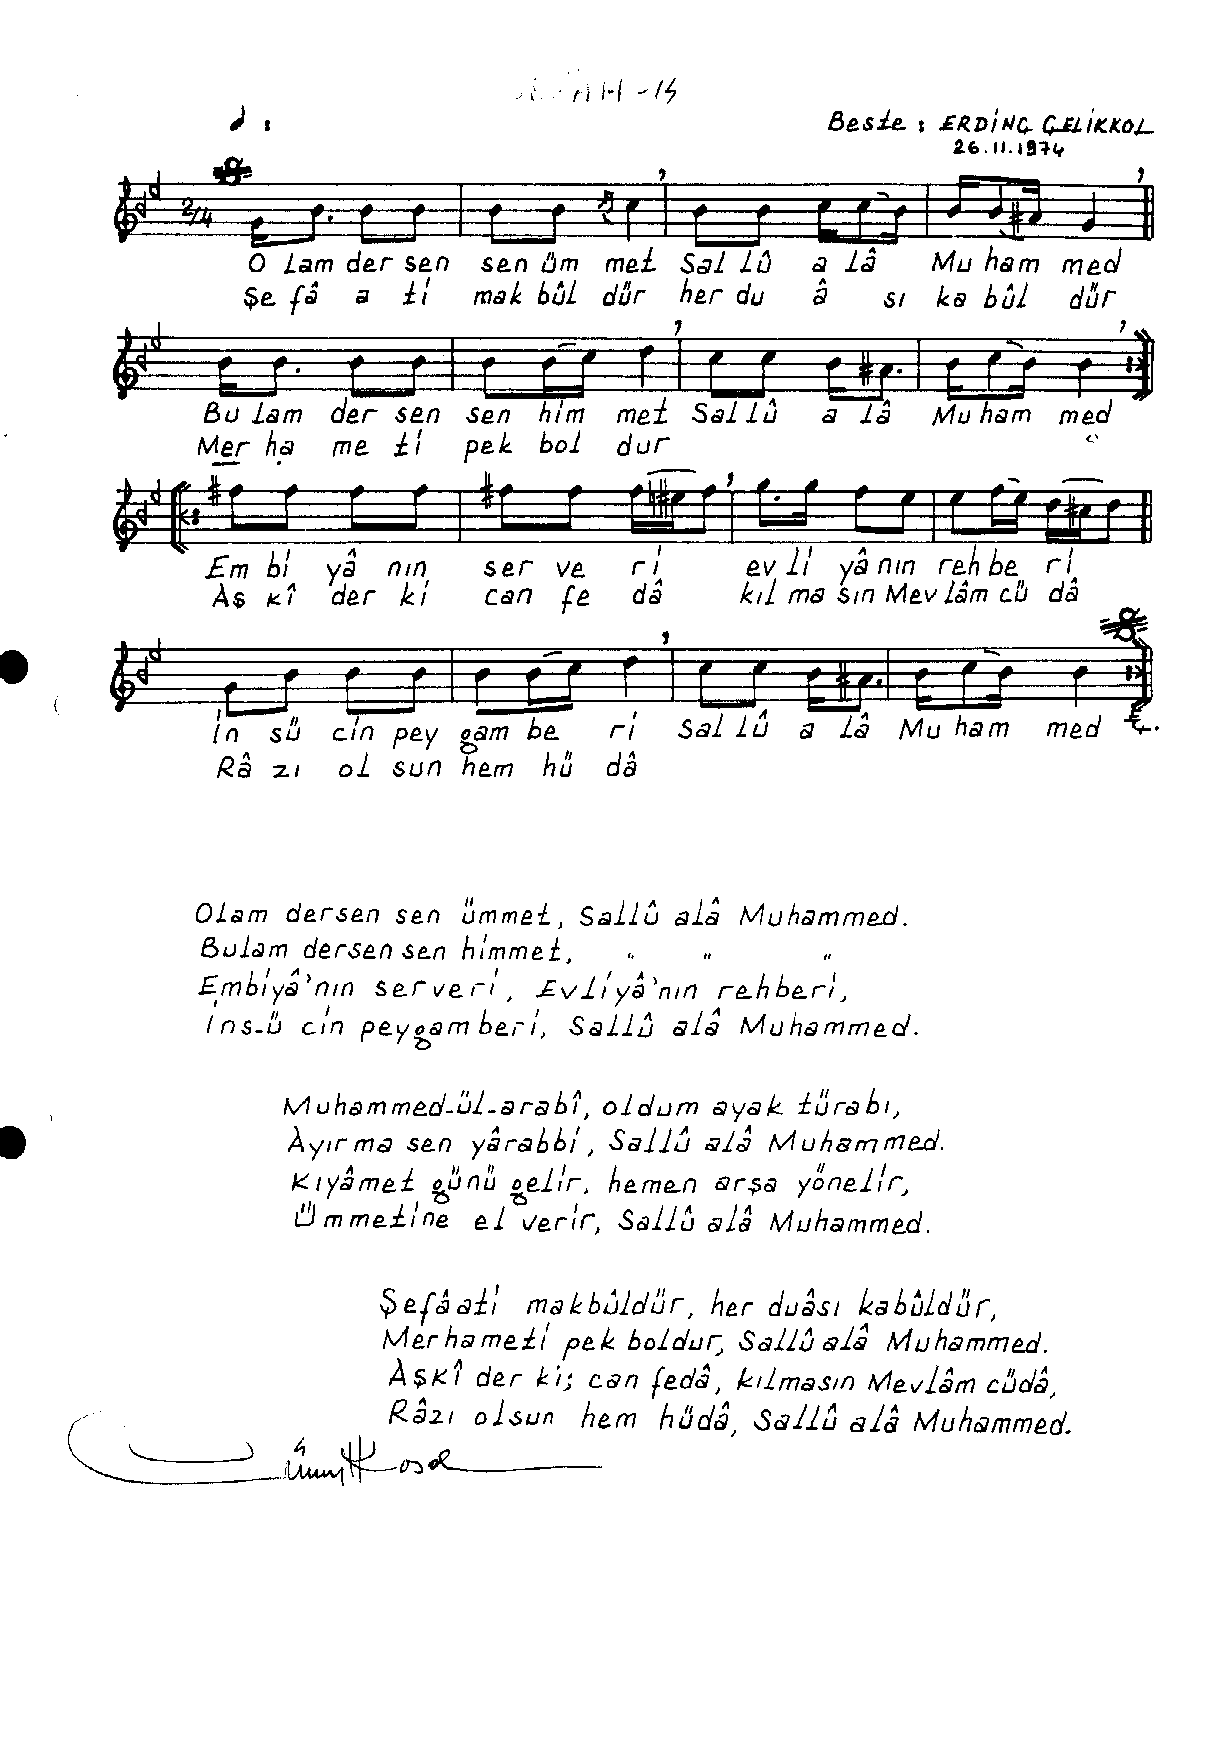 -15
Beste : ERDİNÇ ÇELİKKOL
26.11.1974
2/4
O lam der sen sen üm met Sal lû a lâ Mu ham med
Şe fâ a ti mak bûl dür her du â sı ka bûl dür
Bu lam der sen sen him met Sal lû a lâ Mu ham med
Mer ha me ti pek bol dur
Em bi yâ nın ser ve ri ev li yâ nın reh be ri
Aş kî der ki can fe dâ kıl ma sın Mev lâm cü dâ
İn sü cin pey gam be ri Sal lû a lâ Mu ham med
Râ zı ol sun hem hü dâ
Olam dersen sen ümmet, Sallû alâ Muhammed.
Bulam dersen sen himmet, " " "
Embiyâ'nın serveri, Evliyâ'nın rehberi,
İns-ü cin peygamberi, Sallû alâ Muhammed.
Muhammed-ül-arabî, oldum ayak türabı,
Ayırma sen yârabbi, Sallû alâ Muhammed.
Kıyâmet günü gelir, hemen arşa yönelir,
Ümmetine el verir, Sallû alâ Muhammed.
Şefâati makbûldür, her duâsı kabûldür,
Merhameti pek boldur, Sallû alâ Muhammed.
Aşkî der ki; can fedâ, kılmasın Mevlâm cüdâ,
Râzı olsun hem hüdâ, Sallû alâ Muhammed.